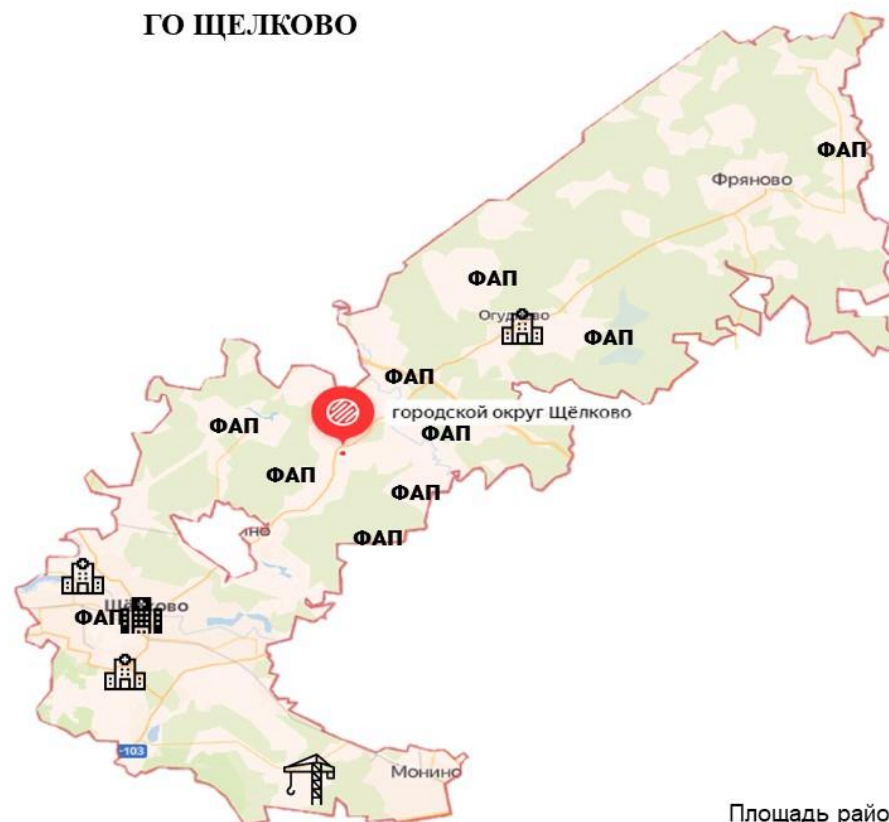 ГО ЩЕЛКОВО
ФАП
Фряново
ФАП
ФАП
ФАП
городской округ Щёлково
ФАП
ФАП
ФАП
ФАП
ФАП
Щёлково
ФАП
103
Монино
Площадь райо